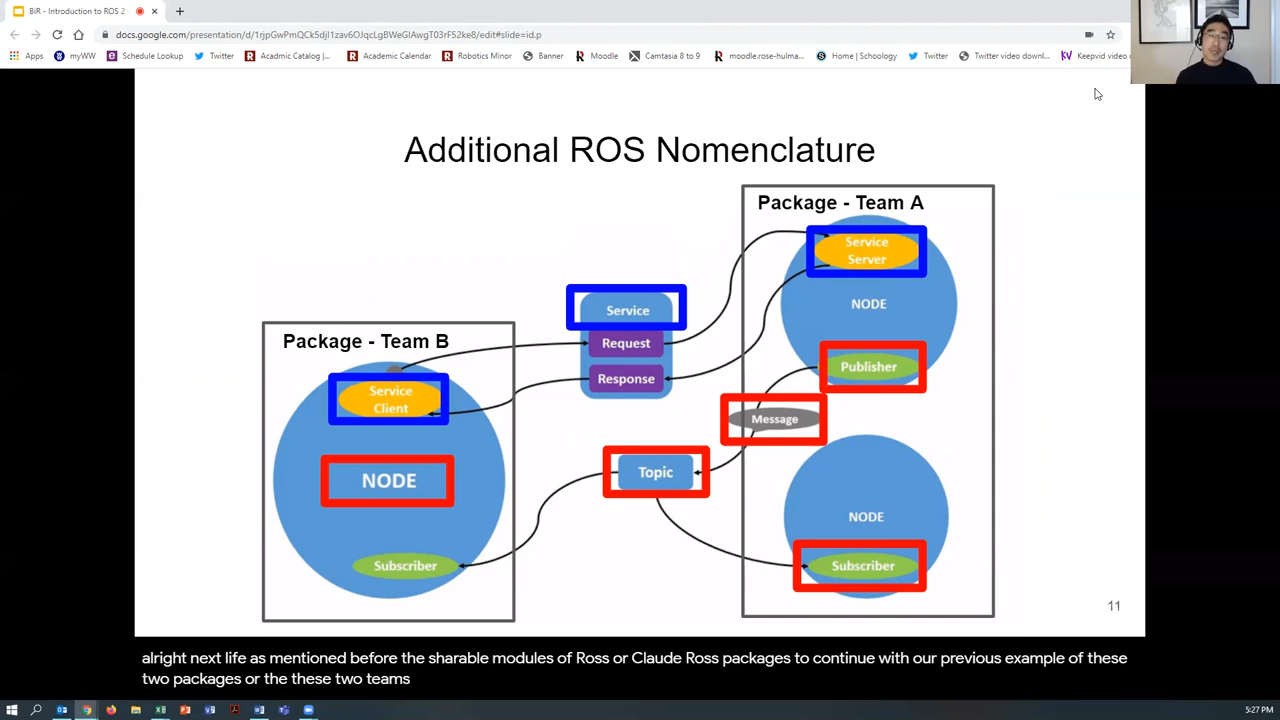 BiR - Introduction to ROS 2
docs.google.com/presentation/d/1rjpGwPmQCk5djI1zav6OJqcLgBWeGIAwgT03rF52keI/edit#slide=id.p
Apps myWW Schedule Lookup Twitter Acadmic Catalog |... Academic Calendar Robotics Minor Banner Moodle Camtasia 8 to 9 moodle.rose-hulma... Home | Schoology Twitter Twitter video downl... Keepvid video
Additional ROS Nomenclature
Package - Team A
Service
Server
NODE
Publisher
Message
NODE
Subscriber
Service
Request
Response
Topic
Package - Team B
Service
Client
NODE
Subscriber
11
alright next life as mentioned before the sharable modules of Ross or Claude Ross packages to continue with our previous example of these
two packages or the these two teams
5:27 PM